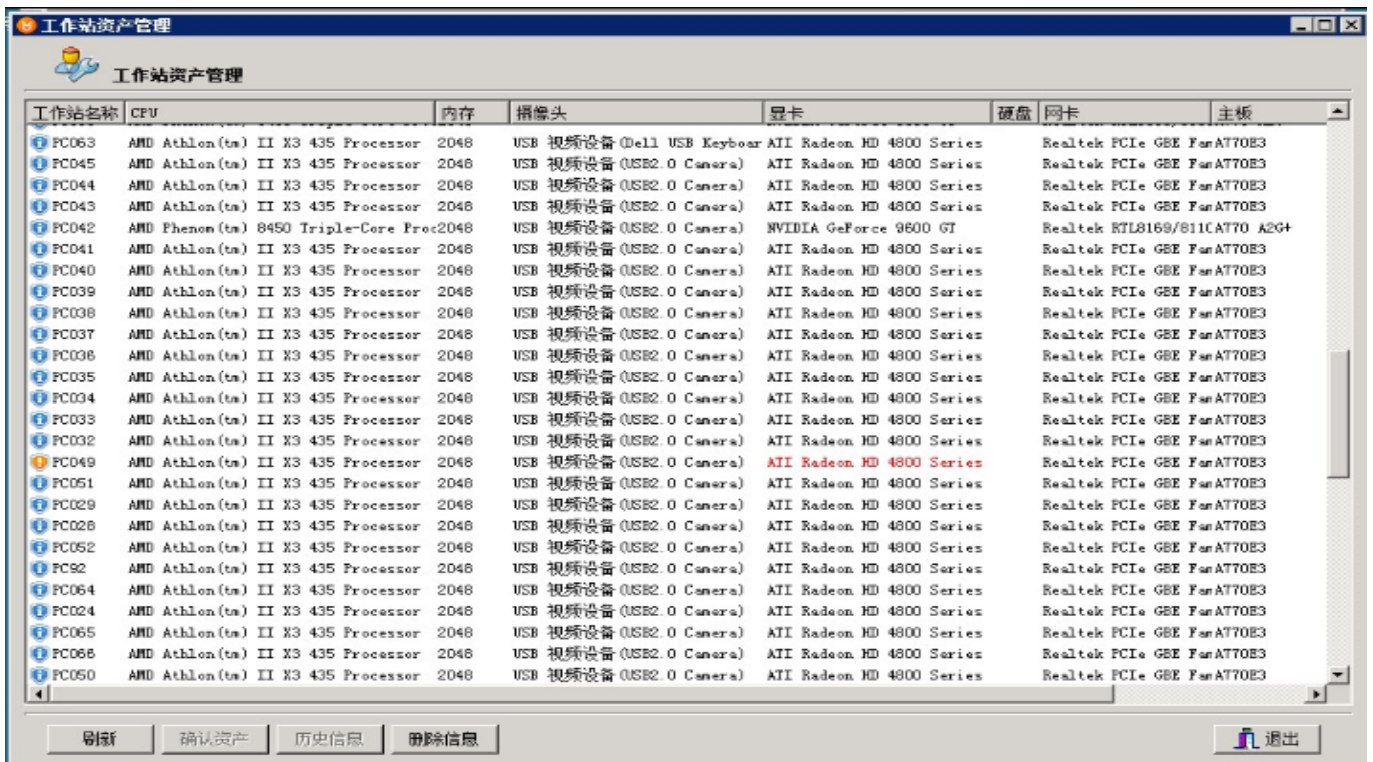 工作站资产管理
工作站资产管理
工作站名称 CPU 内存 摄像头 显卡 硬盘 网卡 主板
PC063 AMD Athlon(tm) II X3 435 Processor 2048 USB 视频设备(Dell USB Keyboar ATI Radeon HD 4800 Series Realtek PCIe GBE Fam A770E3
PC045 AMD Athlon(tm) II X3 435 Processor 2048 USB 视频设备(USB2.0 Camera) ATI Radeon HD 4800 Series Realtek PCIe GBE Fam A770E3
PC044 AMD Athlon(tm) II X3 435 Processor 2048 USB 视频设备(USB2.0 Camera) ATI Radeon HD 4800 Series Realtek PCIe GBE Fam A770E3
PC043 AMD Athlon(tm) II X3 435 Processor 2048 USB 视频设备(USB2.0 Camera) ATI Radeon HD 4800 Series Realtek PCIe GBE Fam A770E3
PC042 AMD Phenom(tm) 8450 Triple-Core Proc 2048 USB 视频设备(USB2.0 Camera) NVIDIA GeForce 9600 GT Realtek RTL8169/811C A770 A2G+
PC041 AMD Athlon(tm) II X3 435 Processor 2048 USB 视频设备(USB2.0 Camera) ATI Radeon HD 4800 Series Realtek PCIe GBE Fam A770E3
PC040 AMD Athlon(tm) II X3 435 Processor 2048 USB 视频设备(USB2.0 Camera) ATI Radeon HD 4800 Series Realtek PCIe GBE Fam A770E3
PC039 AMD Athlon(tm) II X3 435 Processor 2048 USB 视频设备(USB2.0 Camera) ATI Radeon HD 4800 Series Realtek PCIe GBE Fam A770E3
PC038 AMD Athlon(tm) II X3 435 Processor 2048 USB 视频设备(USB2.0 Camera) ATI Radeon HD 4800 Series Realtek PCIe GBE Fam A770E3
PC037 AMD Athlon(tm) II X3 435 Processor 2048 USB 视频设备(USB2.0 Camera) ATI Radeon HD 4800 Series Realtek PCIe GBE Fam A770E3
PC036 AMD Athlon(tm) II X3 435 Processor 2048 USB 视频设备(USB2.0 Camera) ATI Radeon HD 4800 Series Realtek PCIe GBE Fam A770E3
PC035 AMD Athlon(tm) II X3 435 Processor 2048 USB 视频设备(USB2.0 Camera) ATI Radeon HD 4800 Series Realtek PCIe GBE Fam A770E3
PC034 AMD Athlon(tm) II X3 435 Processor 2048 USB 视频设备(USB2.0 Camera) ATI Radeon HD 4800 Series Realtek PCIe GBE Fam A770E3
PC033 AMD Athlon(tm) II X3 435 Processor 2048 USB 视频设备(USB2.0 Camera) ATI Radeon HD 4800 Series Realtek PCIe GBE Fam A770E3
PC032 AMD Athlon(tm) II X3 435 Processor 2048 USB 视频设备(USB2.0 Camera) ATI Radeon HD 4800 Series Realtek PCIe GBE Fam A770E3
PC049 AMD Athlon(tm) II X3 435 Processor 2048 USB 视频设备(USB2.0 Camera) ATI Radeon HD 4800 Series Realtek PCIe GBE Fam A770E3
PC051 AMD Athlon(tm) II X3 435 Processor 2048 USB 视频设备(USB2.0 Camera) ATI Radeon HD 4800 Series Realtek PCIe GBE Fam A770E3
PC029 AMD Athlon(tm) II X3 435 Processor 2048 USB 视频设备(USB2.0 Camera) ATI Radeon HD 4800 Series Realtek PCIe GBE Fam A770E3
PC028 AMD Athlon(tm) II X3 435 Processor 2048 USB 视频设备(USB2.0 Camera) ATI Radeon HD 4800 Series Realtek PCIe GBE Fam A770E3
PC052 AMD Athlon(tm) II X3 435 Processor 2048 USB 视频设备(USB2.0 Camera) ATI Radeon HD 4800 Series Realtek PCIe GBE Fam A770E3
PC92 AMD Athlon(tm) II X3 435 Processor 2048 USB 视频设备(USB2.0 Camera) ATI Radeon HD 4800 Series Realtek PCIe GBE Fam A770E3
PC064 AMD Athlon(tm) II X3 435 Processor 2048 USB 视频设备(USB2.0 Camera) ATI Radeon HD 4800 Series Realtek PCIe GBE Fam A770E3
PC024 AMD Athlon(tm) II X3 435 Processor 2048 USB 视频设备(USB2.0 Camera) ATI Radeon HD 4800 Series Realtek PCIe GBE Fam A770E3
PC065 AMD Athlon(tm) II X3 435 Processor 2048 USB 视频设备(USB2.0 Camera) ATI Radeon HD 4800 Series Realtek PCIe GBE Fam A770E3
PC066 AMD Athlon(tm) II X3 435 Processor 2048 USB 视频设备(USB2.0 Camera) ATI Radeon HD 4800 Series Realtek PCIe GBE Fam A770E3
PC050 AMD Athlon(tm) II X3 435 Processor 2048 USB 视频设备(USB2.0 Camera) ATI Radeon HD 4800 Series Realtek PCIe GBE Fam A770E3
刷新 确认资产 历史信息 删除信息 退出